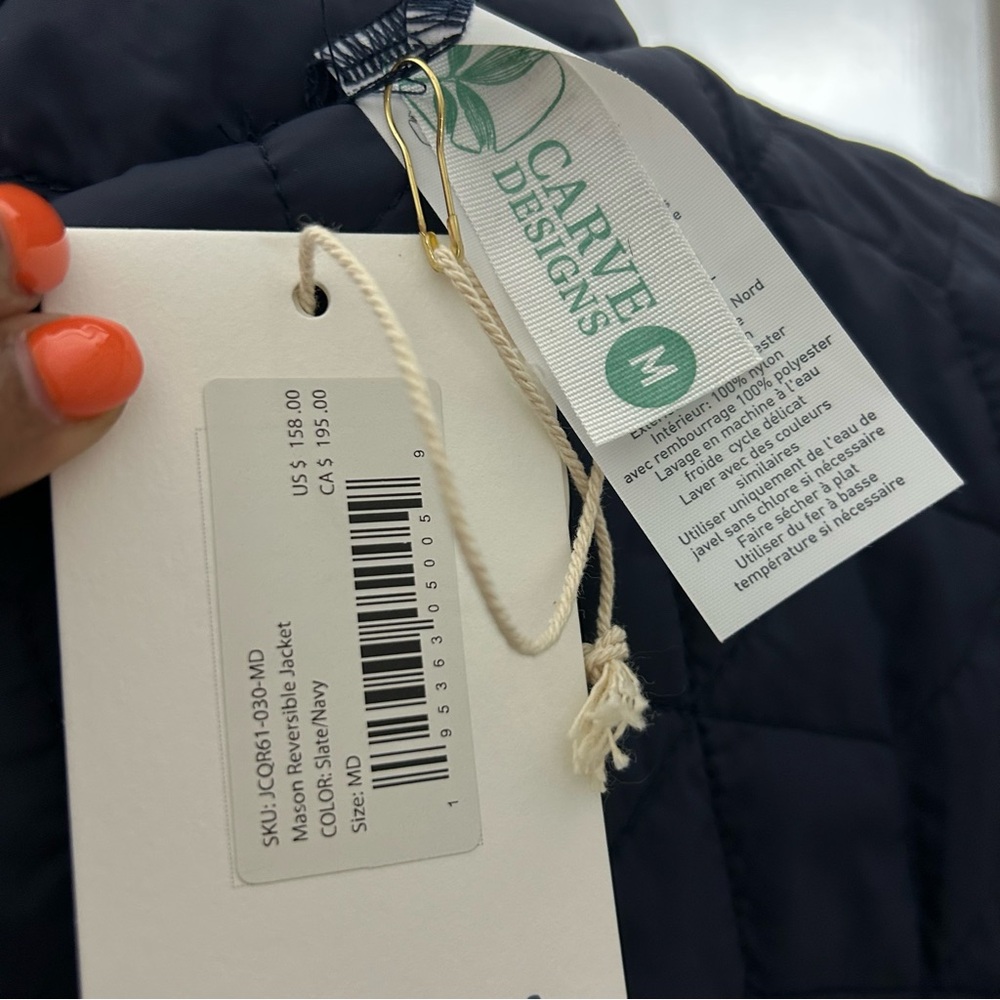 CARVE
DESIGNS
M
US $ 158.00
CA $ 195.00
SKU: JCQR61-030-MD
Mason Reversible Jacket
COLOR: Slate/Navy
Size: MD
1 95363 05005 9
Nord
Intérieur: 100% nylon
avec rembourrage 100% polyester
Lavage en machine à l'eau
froide cycle délicat
Laver avec des couleurs
similaires
Utiliser uniquement de l'eau de
javel sans chlore si nécessaire
Faire sécher à plat
Utiliser du fer à basse
température si nécessaire